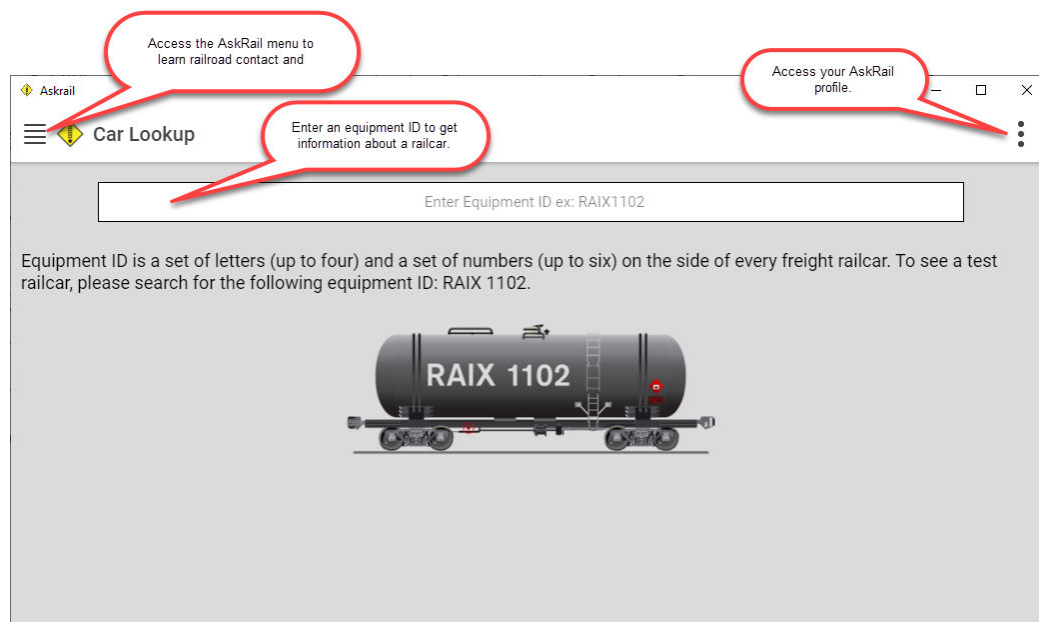 Access the AskRail menu to
learn railroad contact and
Access your AskRail
profile.
Askrail
Car Lookup
Enter an equipment ID to get
information about a railcar.
Enter Equipment ID ex: RAIX1102
Equipment ID is a set of letters (up to four) and a set of numbers (up to six) on the side of every freight railcar. To see a test
railcar, please search for the following equipment ID: RAIX 1102.
RAIX 1102